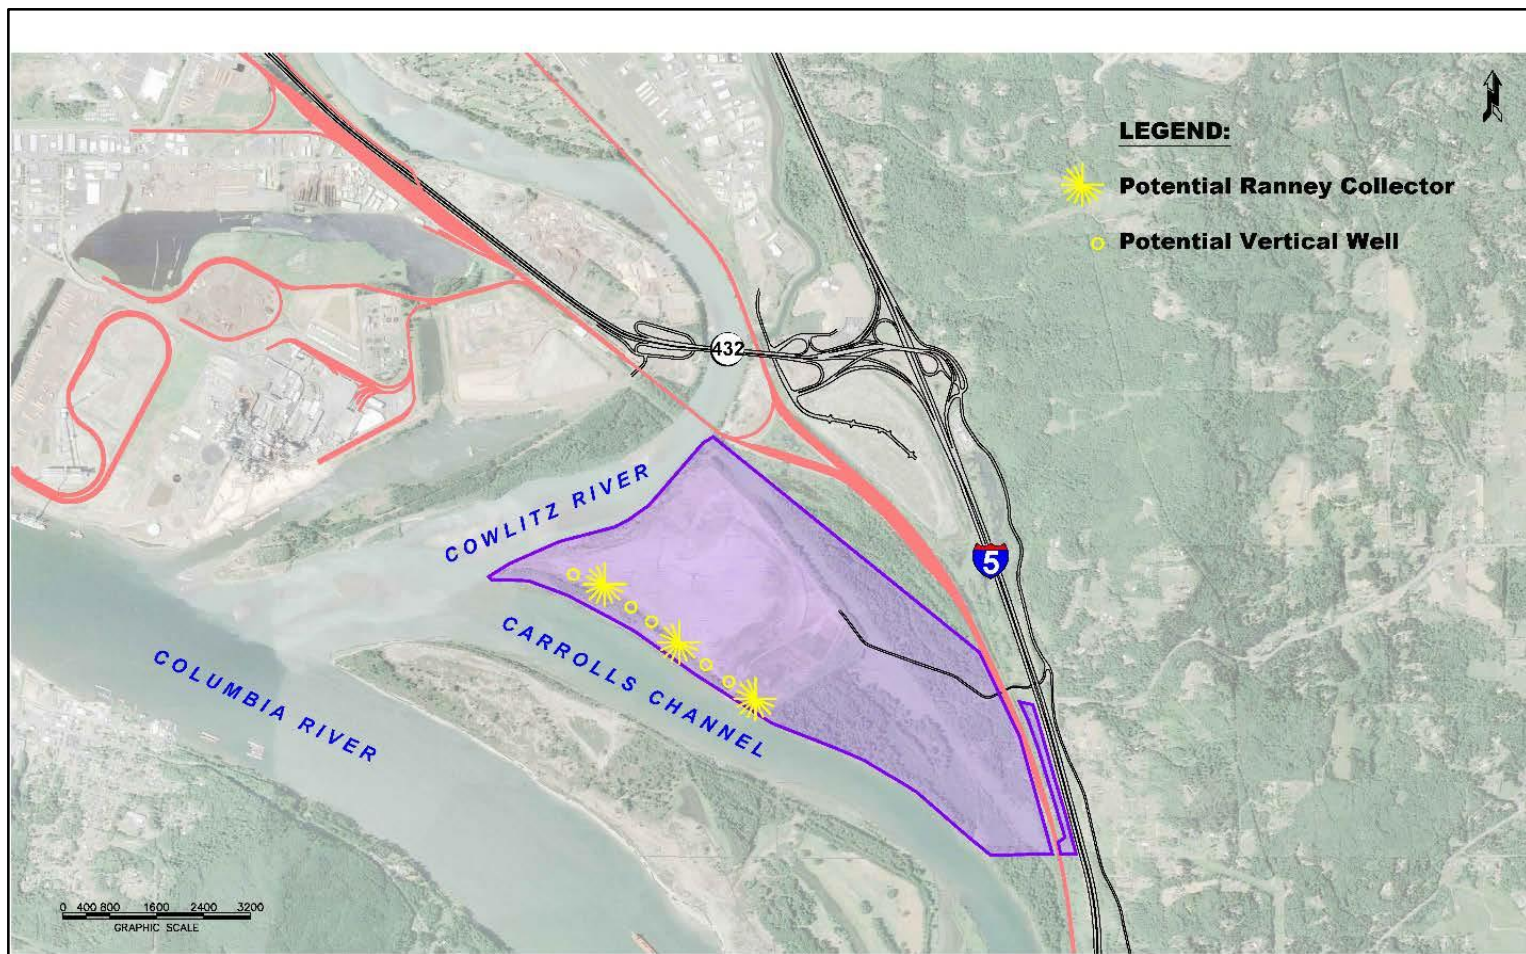 LEGEND:
Potential Ranney Collector
Potential Vertical Well
432
COWLITZ RIVER
5
CARROLLS CHANNEL
COLUMBIA RIVER
0 400 800 1600 2400 3200
GRAPHIC SCALE